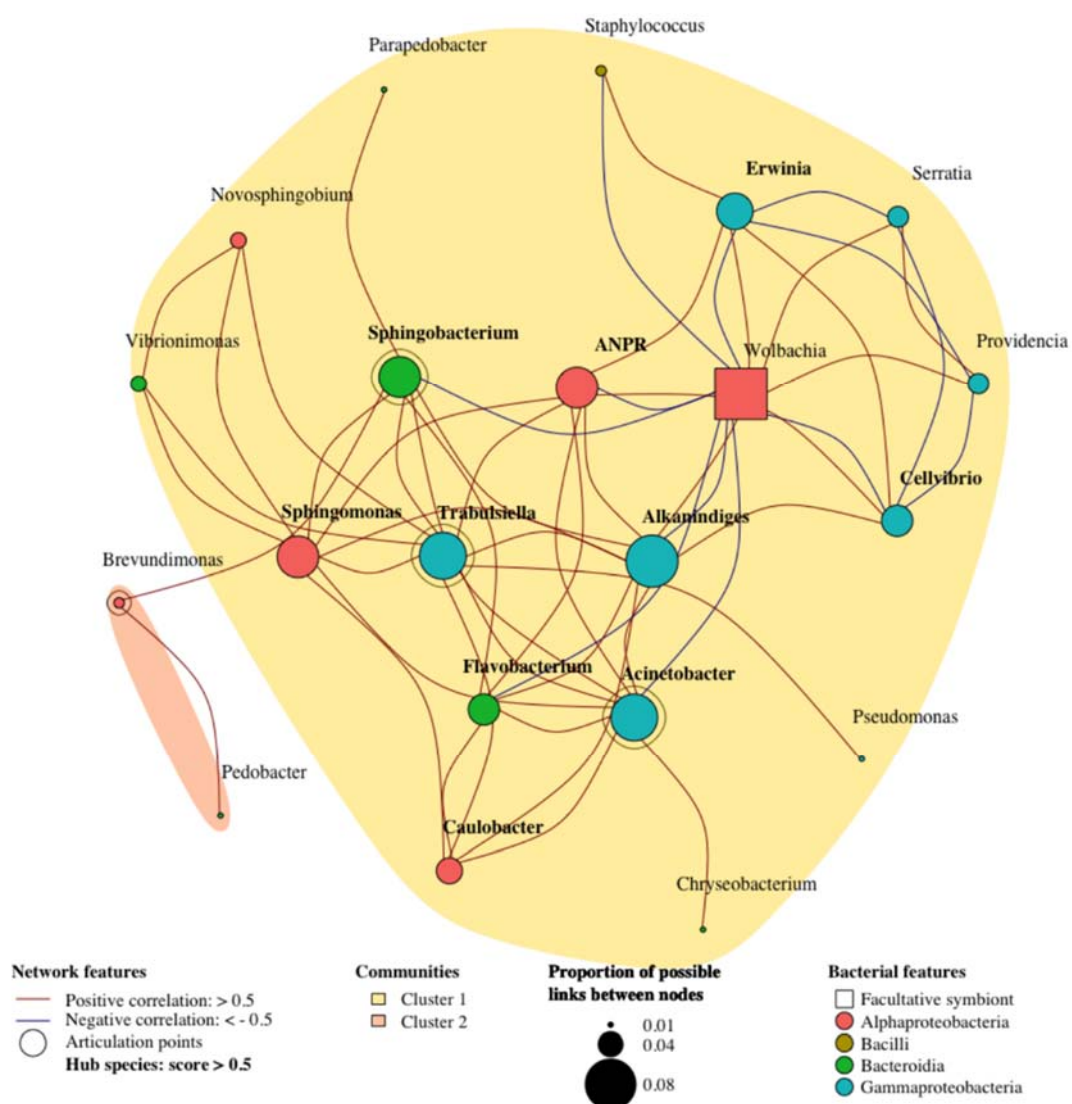 Staphylococcus
Parapedobacter
Erwinia
Serratia
Novosphingobium
Sphingobacterium
Vibrionimonas
ANPR
Wolbachia
Providencia
Cellvibrio
Sphingomonas
Trabulsiella
Alkanindiges
Brevundimonas
Flavobacterium
Acinetobacter
Pseudomonas
Pedobacter
Caulobacter
Chryseobacterium
Network features
Positive correlation: > 0.5
Negative correlation: < - 0.5
Articulation points
Hub species: score > 0.5
Communities
Cluster 1
Cluster 2
Proportion of possible
links between nodes
0.01
0.04
0.08
Bacterial features
Facultative symbiont
Alphaproteobacteria
Bacilli
Bacteroidia
Gammaproteobacteria